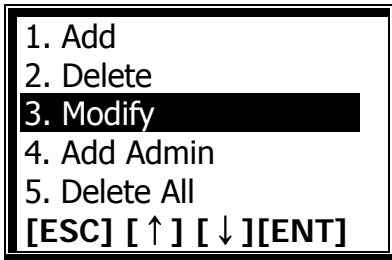 1. Add
2. Delete
3. Modify
4. Add Admin
5. Delete All
[ESC] [↑] [↓][ENT]